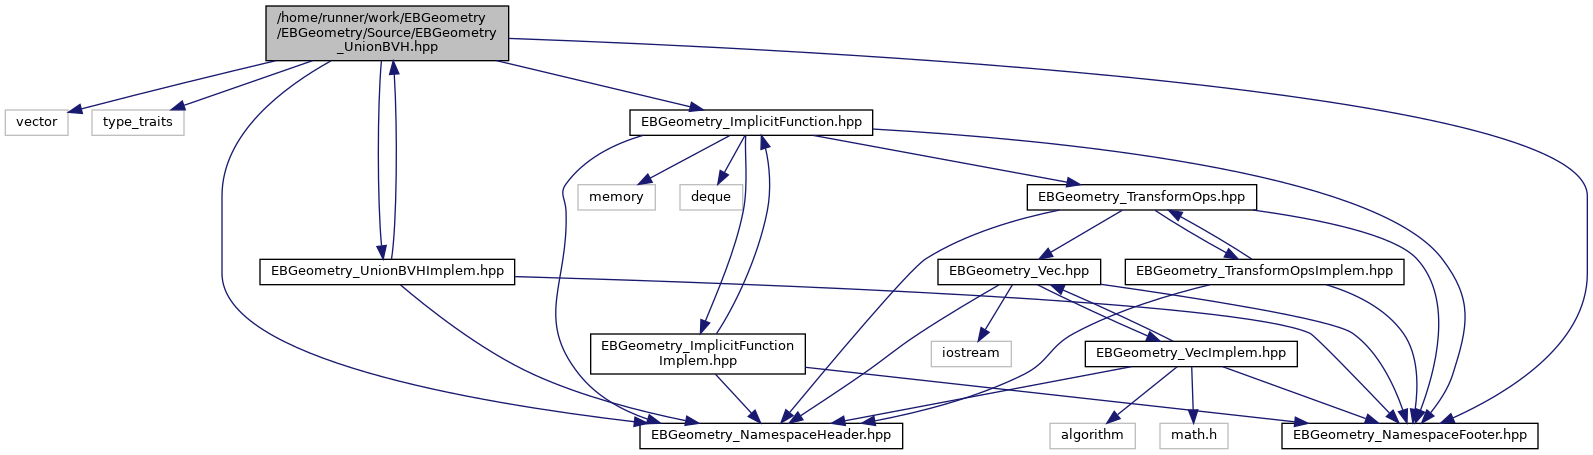 /home/runner/work/EBGeometry
/EBGeometry/Source/EBGeometry
_UnionBVH.hpp
vector
type_traits
EBGeometry_ImplicitFunction.hpp
memory
deque
EBGeometry_TransformOps.hpp
EBGeometry_UnionBVHImplem.hpp
EBGeometry_Vec.hpp
EBGeometry_TransformOpsImplem.hpp
EBGeometry_ImplicitFunction
Implem.hpp
iostream
EBGeometry_VecImplem.hpp
EBGeometry_NamespaceHeader.hpp
algorithm
math.h
EBGeometry_NamespaceFooter.hpp